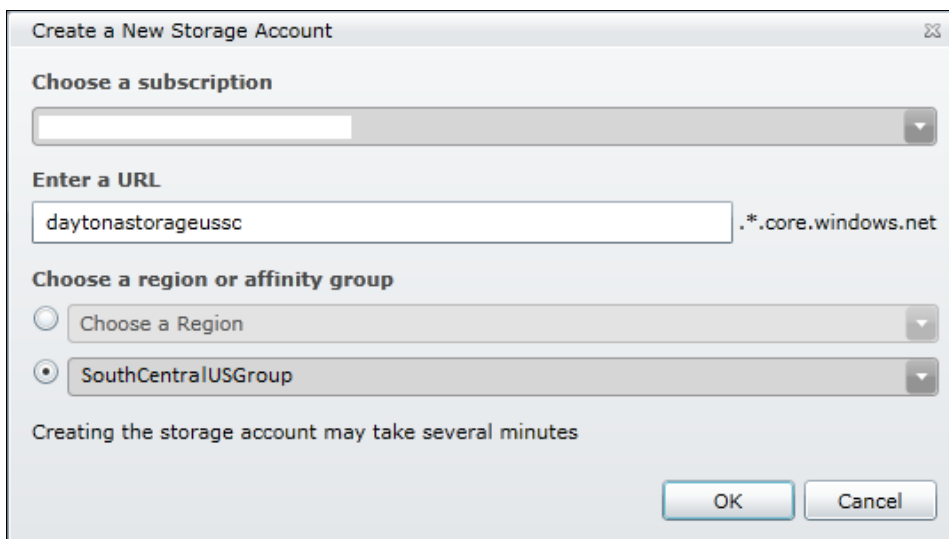 Create a New Storage Account
Choose a subscription
Enter a URL
daytonastorageussc .*.core.windows.net
Choose a region or affinity group
Choose a Region
SouthCentralUSGroup
Creating the storage account may take several minutes
OK Cancel